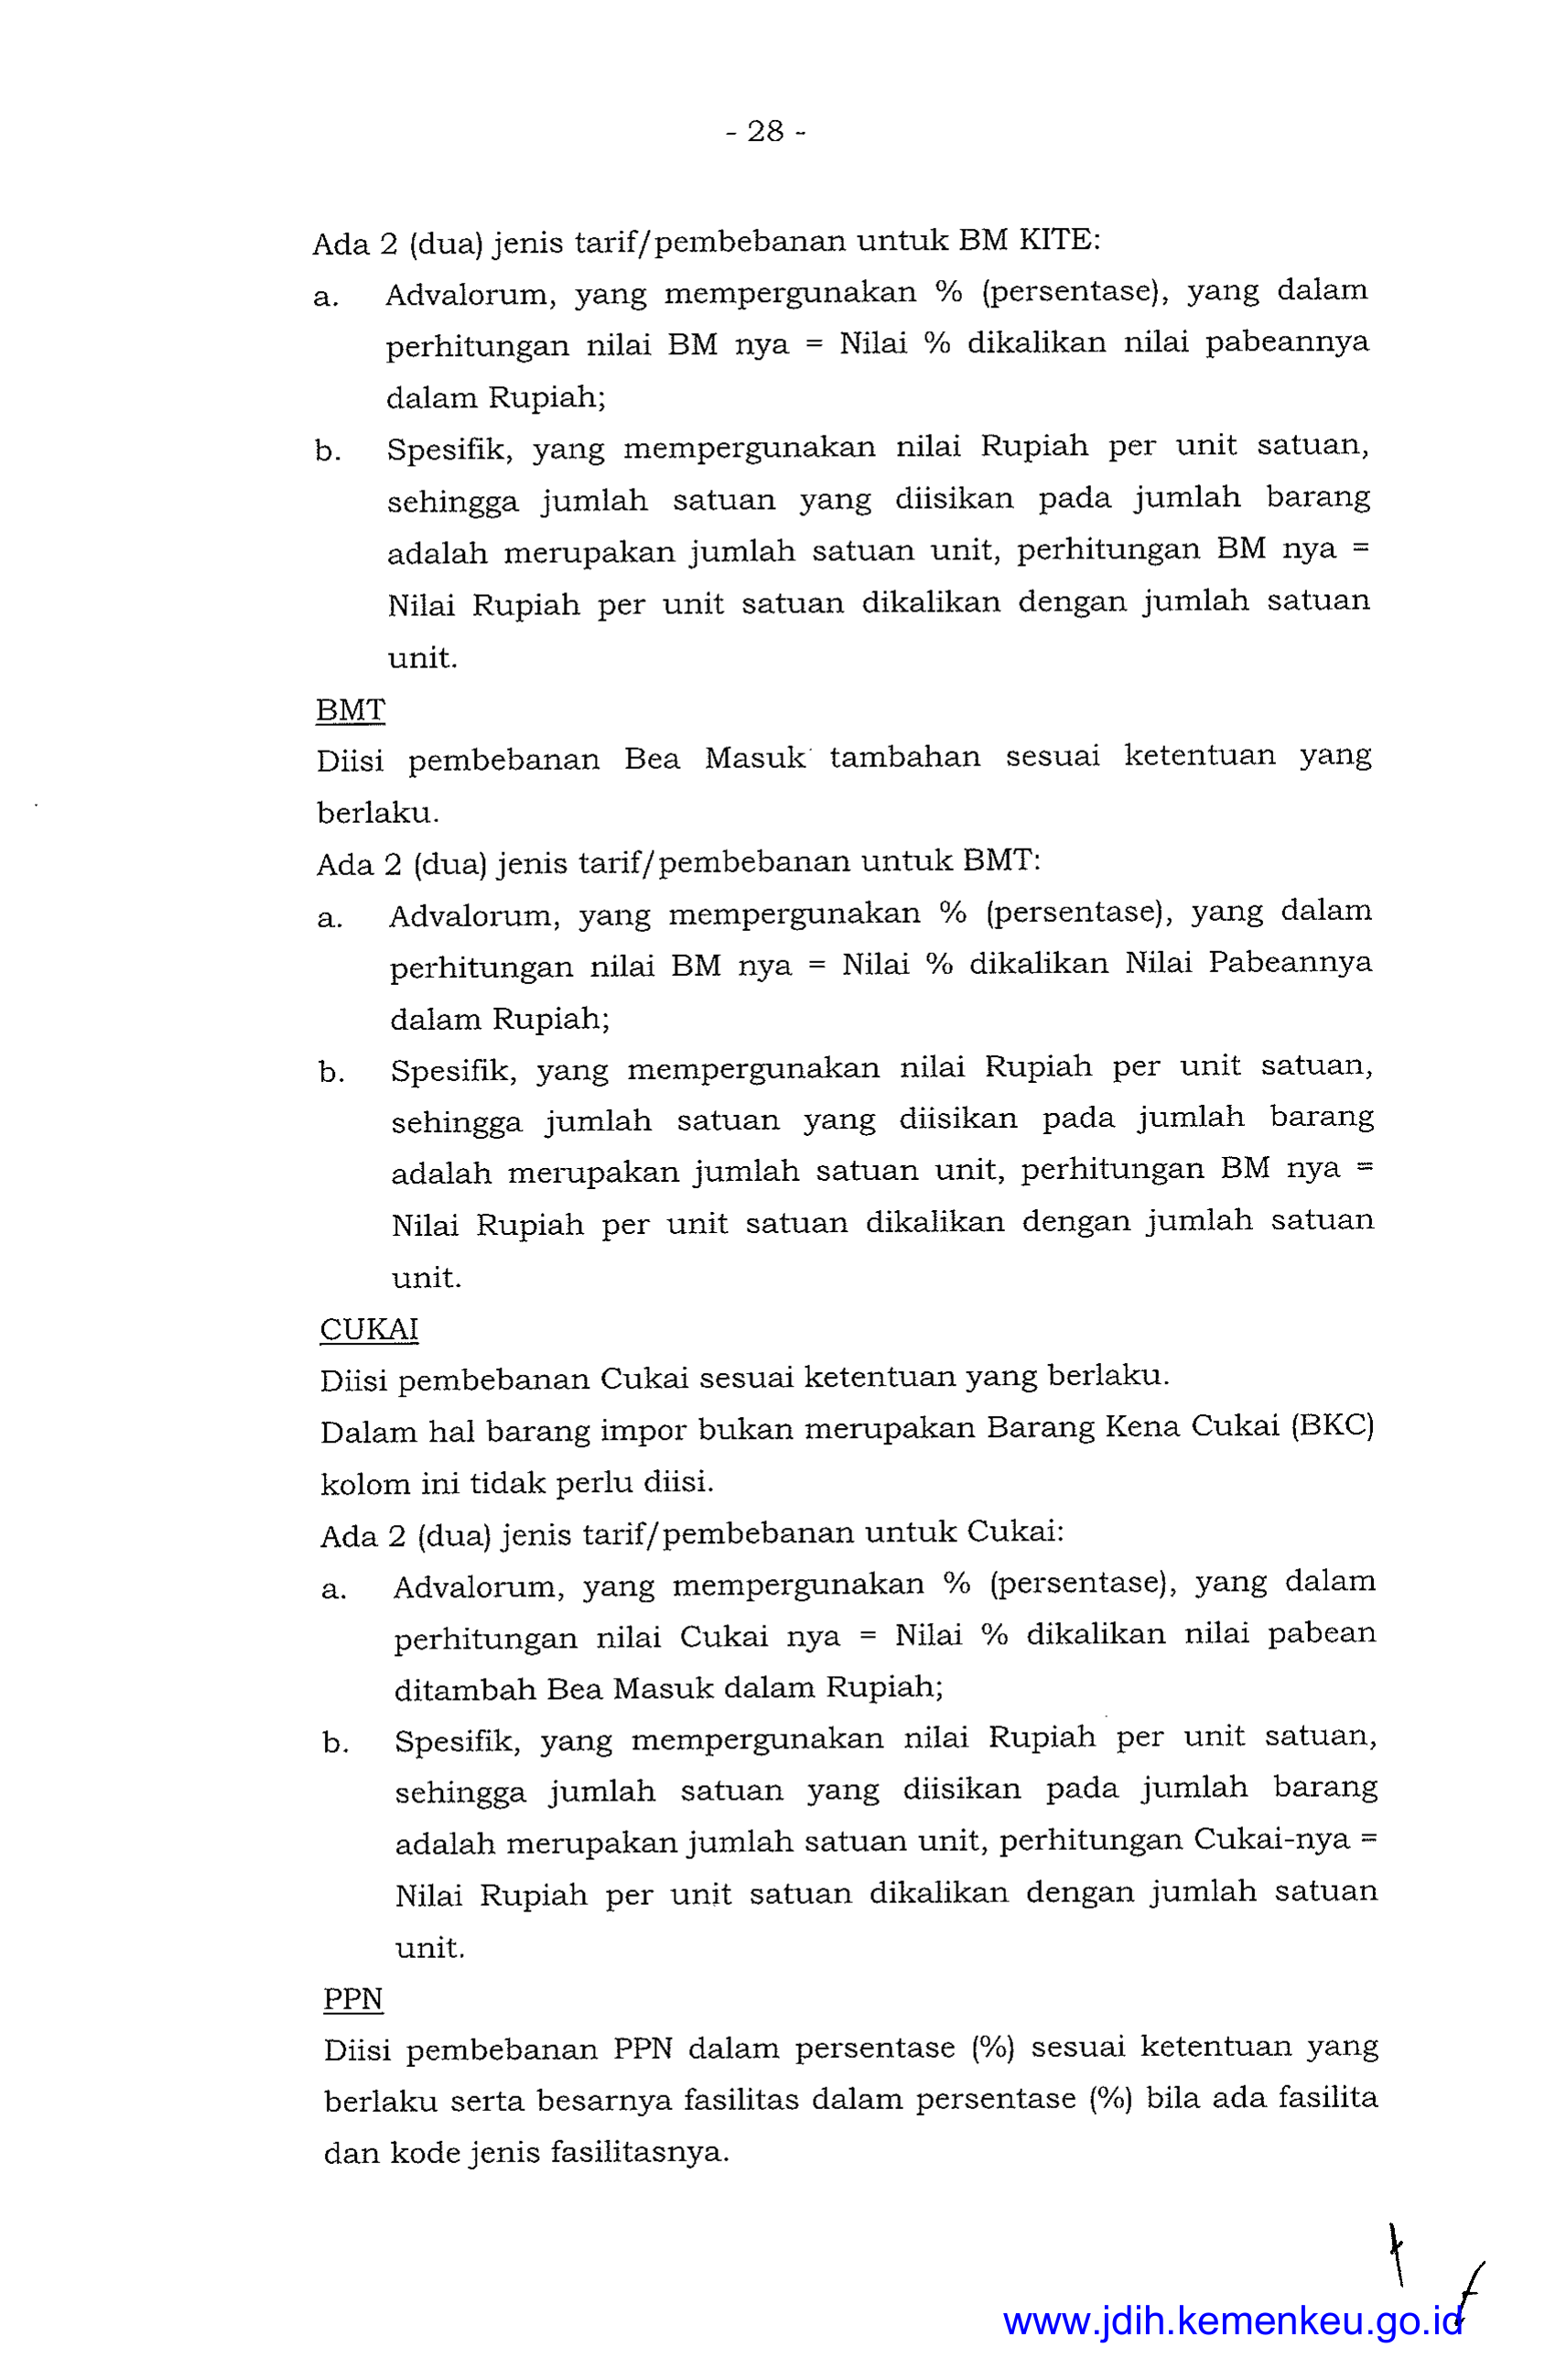 - 28 -
Ada 2 (dua) jenis tarif/pembebanan untuk BM KITE:
a. Advalorum, yang mempergunakan % (persentase), yang dalam
perhitungan nilai BM nya = Nilai % dikalikan nilai pabeannya
dalam Rupiah;
b. Spesifik, yang mempergunakan nilai Rupiah per unit satuan,
sehingga jumlah satuan yang diisikan pada jumlah barang
adalah merupakan jumlah satuan unit, perhitungan BM nya =
Nilai Rupiah per unit satuan dikalikan dengan jumlah satuan
unit.
BMT
Diisi pembebanan Bea Masuk tambahan sesuai ketentuan yang
berlaku.
Ada 2 (dua) jenis tarif/pembebanan untuk BMT:
a. Advalorum, yang mempergunakan % (persentase), yang dalam
perhitungan nilai BM nya = Nilai % dikalikan Nilai Pabeannya
dalam Rupiah;
b. Spesifik, yang mempergunakan nilai Rupiah per unit satuan,
sehingga jumlah satuan yang diisikan pada jumlah barang
adalah merupakan jumlah satuan unit, perhitungan BM nya =
Nilai Rupiah per unit satuan dikalikan dengan jumlah satuan
unit.
CUKAI
Diisi pembebanan Cukai sesuai ketentuan yang berlaku.
Dalam hal barang impor bukan merupakan Barang Kena Cukai (BKC)
kolom ini tidak perlu diisi.
Ada 2 (dua) jenis tarif/pembebanan untuk Cukai:
a. Advalorum, yang mempergunakan % (persentase), yang dalam
perhitungan nilai Cukai nya = Nilai % dikalikan nilai pabean
ditambah Bea Masuk dalam Rupiah;
b. Spesifik, yang mempergunakan nilai Rupiah per unit satuan,
sehingga jumlah satuan yang diisikan pada jumlah barang
adalah merupakan jumlah satuan unit, perhitungan Cukai-nya =
Nilai Rupiah per unit satuan dikalikan dengan jumlah satuan
unit.
PPN
Diisi pembebanan PPN dalam persentase (%) sesuai ketentuan yang
berlaku serta besarnya fasilitas dalam persentase (%) bila ada fasilita
dan kode jenis fasilitasnya.
www.jdih.kemenkeu.go.id